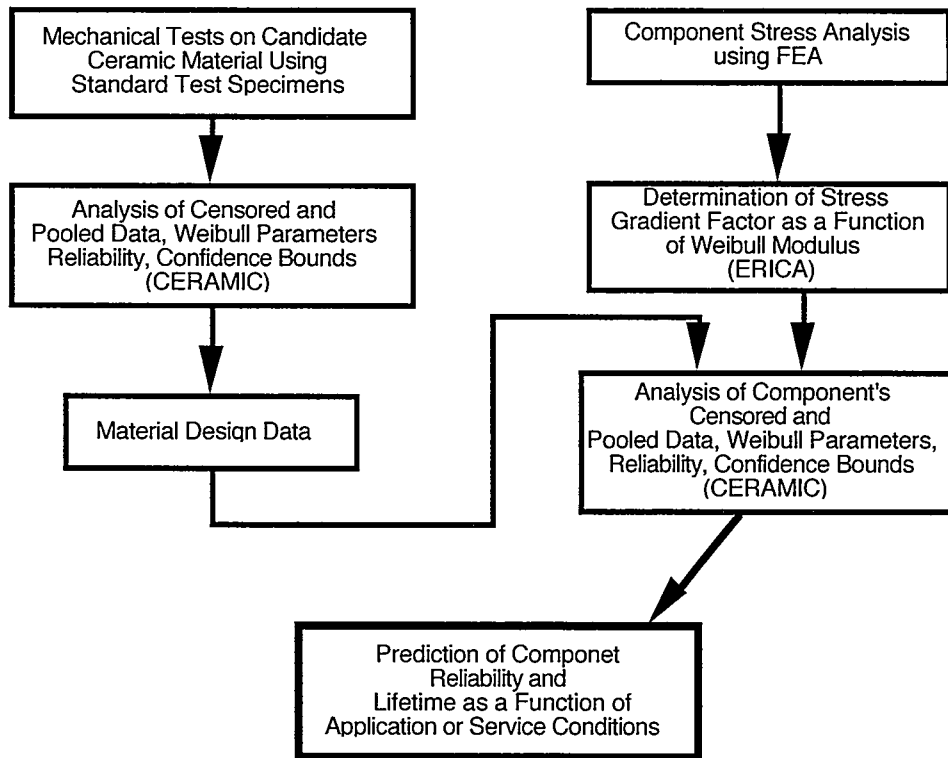 Mechanical Tests on Candidate
Ceramic Material Using
Standard Test Specimens
Component Stress Analysis
using FEA
Analysis of Censored and
Pooled Data, Weibull Parameters
Reliability, Confidence Bounds
(CERAMIC)
Determination of Stress
Gradient Factor as a Function
of Weibull Modulus
(ERICA)
Material Design Data
Analysis of Component's
Censored and
Pooled Data, Weibull Parameters,
Reliability, Confidence Bounds
(CERAMIC)
Prediction of Componet
Reliability and
Lifetime as a Function of
Application or Service Conditions